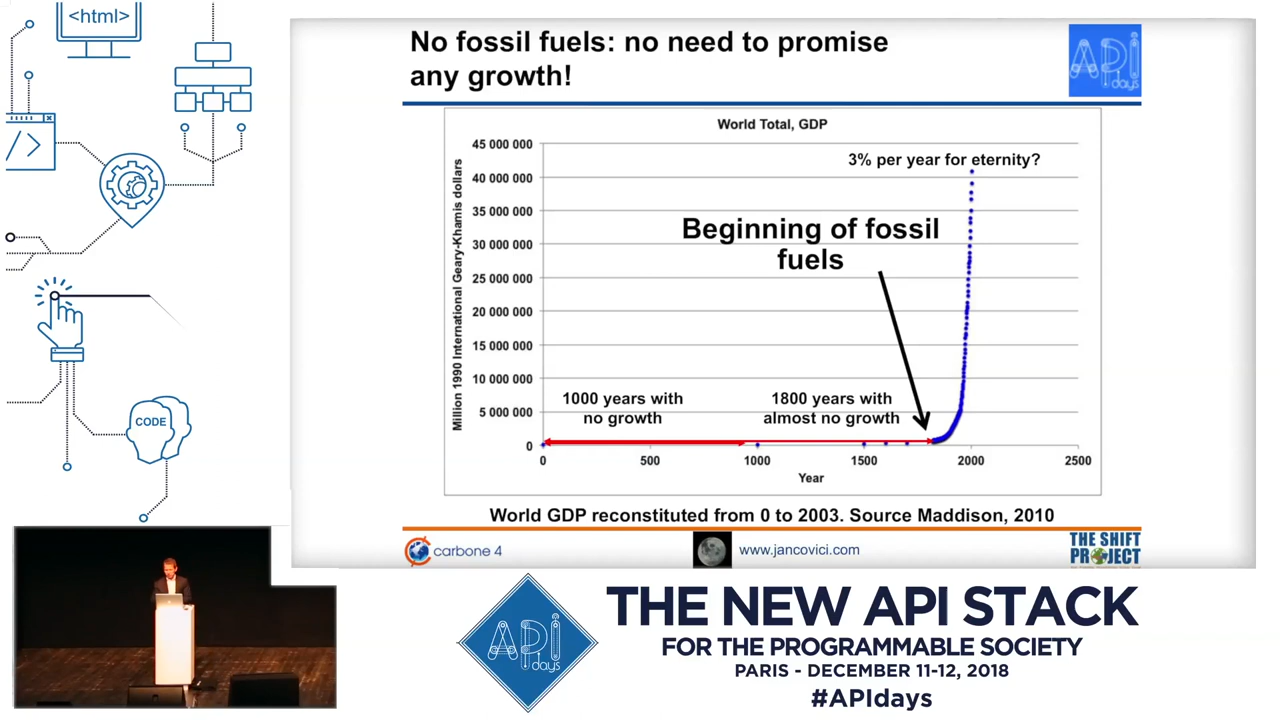 <html>
</>
CODE
No fossil fuels: no need to promise
any growth!
API
days
World Total, GDP
Million 1990 International Geary-Khamis dollars
45 000 000
40 000 000
35 000 000
30 000 000
25 000 000
20 000 000
15 000 000
10 000 000
5 000 000
0
3% per year for eternity?
Beginning of fossil
fuels
1000 years with
no growth
1800 years with
almost no growth
0
500
1000
1500
2000
2500
Year
World GDP reconstituted from 0 to 2003. Source Maddison, 2010
carbone 4
www.jancovici.com
THE SHIFT
PROJECT
API
days
THE NEW API STACK
FOR THE PROGRAMMABLE SOCIETY
PARIS - DECEMBER 11-12, 2018
#APIdays